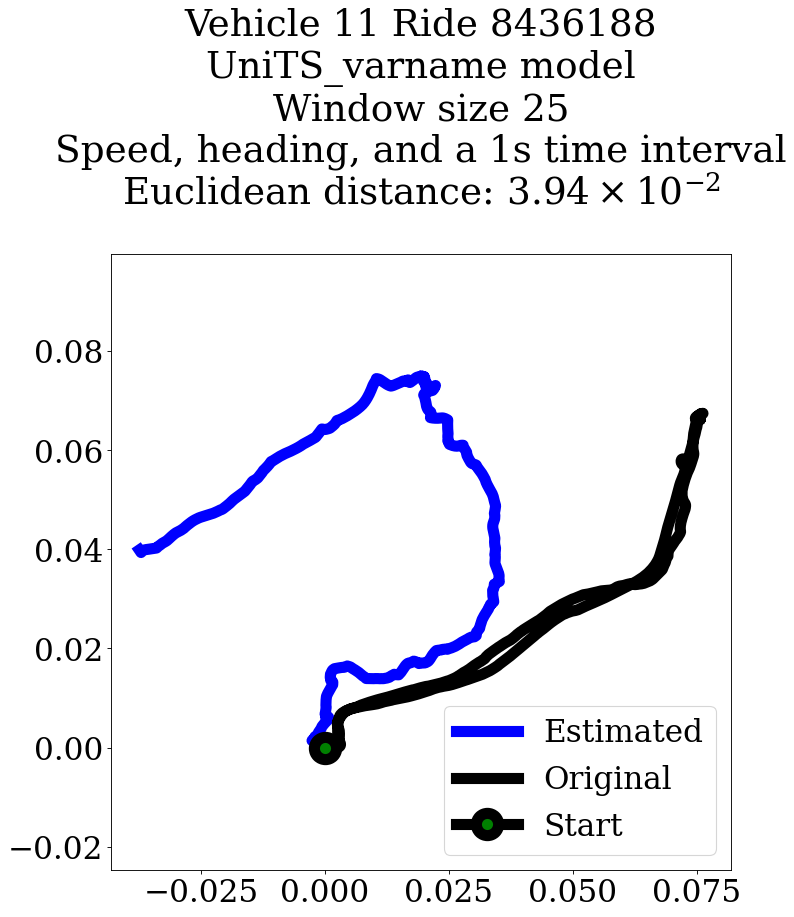 Vehicle 11 Ride 8436188
UniTS_varname model
Window size 25
Speed, heading, and a 1s time interval
Euclidean distance: 3.94 × 10⁻²
0.08
0.06
0.04
0.02
0.00
−0.02
Estimated
Original
Start
−0.025 0.000 0.025 0.050 0.075